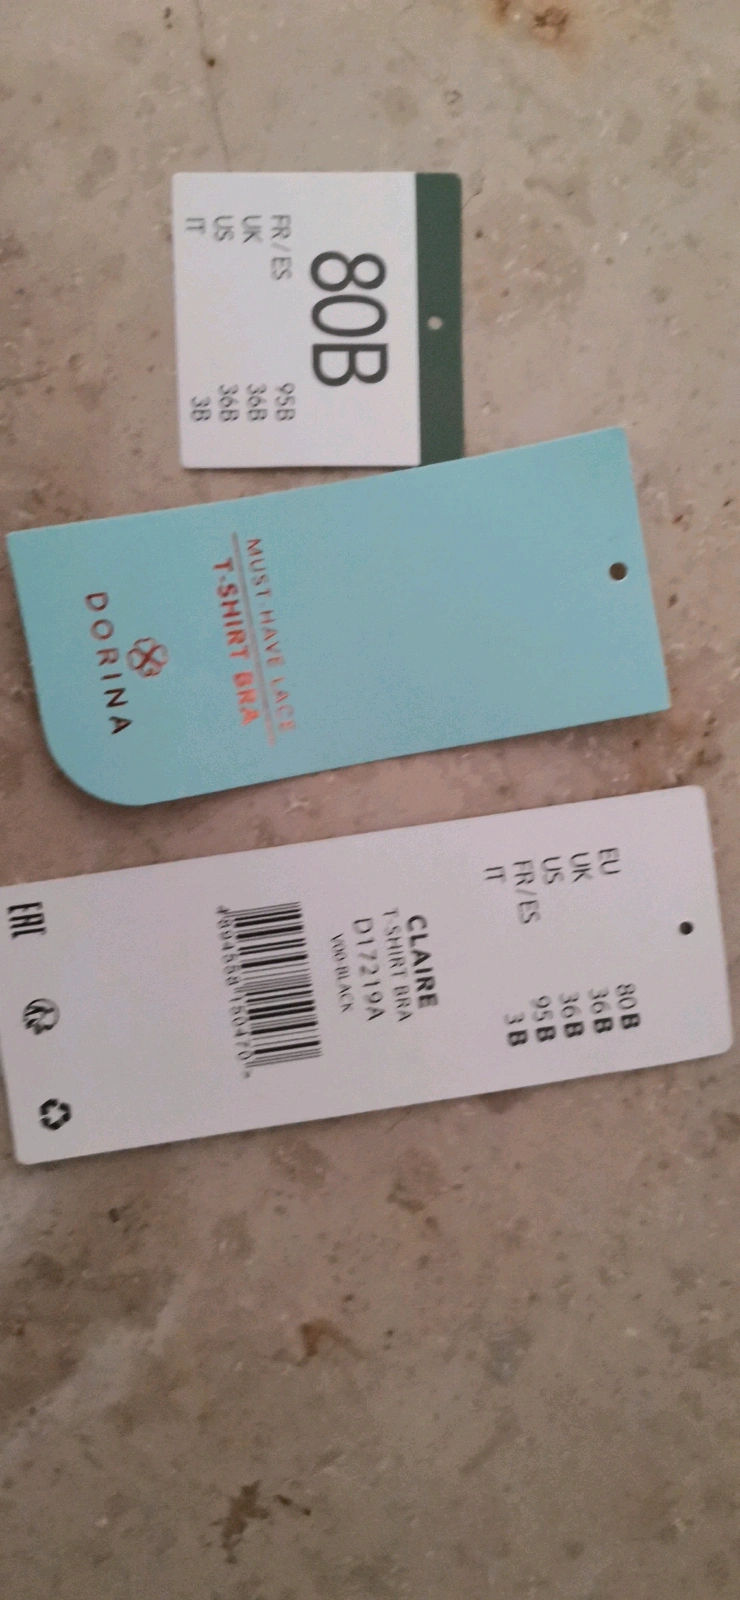 80B
FR/ES 95B
UK 36B
US 36B
IT 3B
MUST HAVE LACE
T-SHIRT BRA
DORINA
EU 80B
UK 36B
US 36B
FR/ES 95B
IT 3B
CLAIRE
T-SHIRT BRA
D17219A
V00-BLACK
4894558150470
EAC